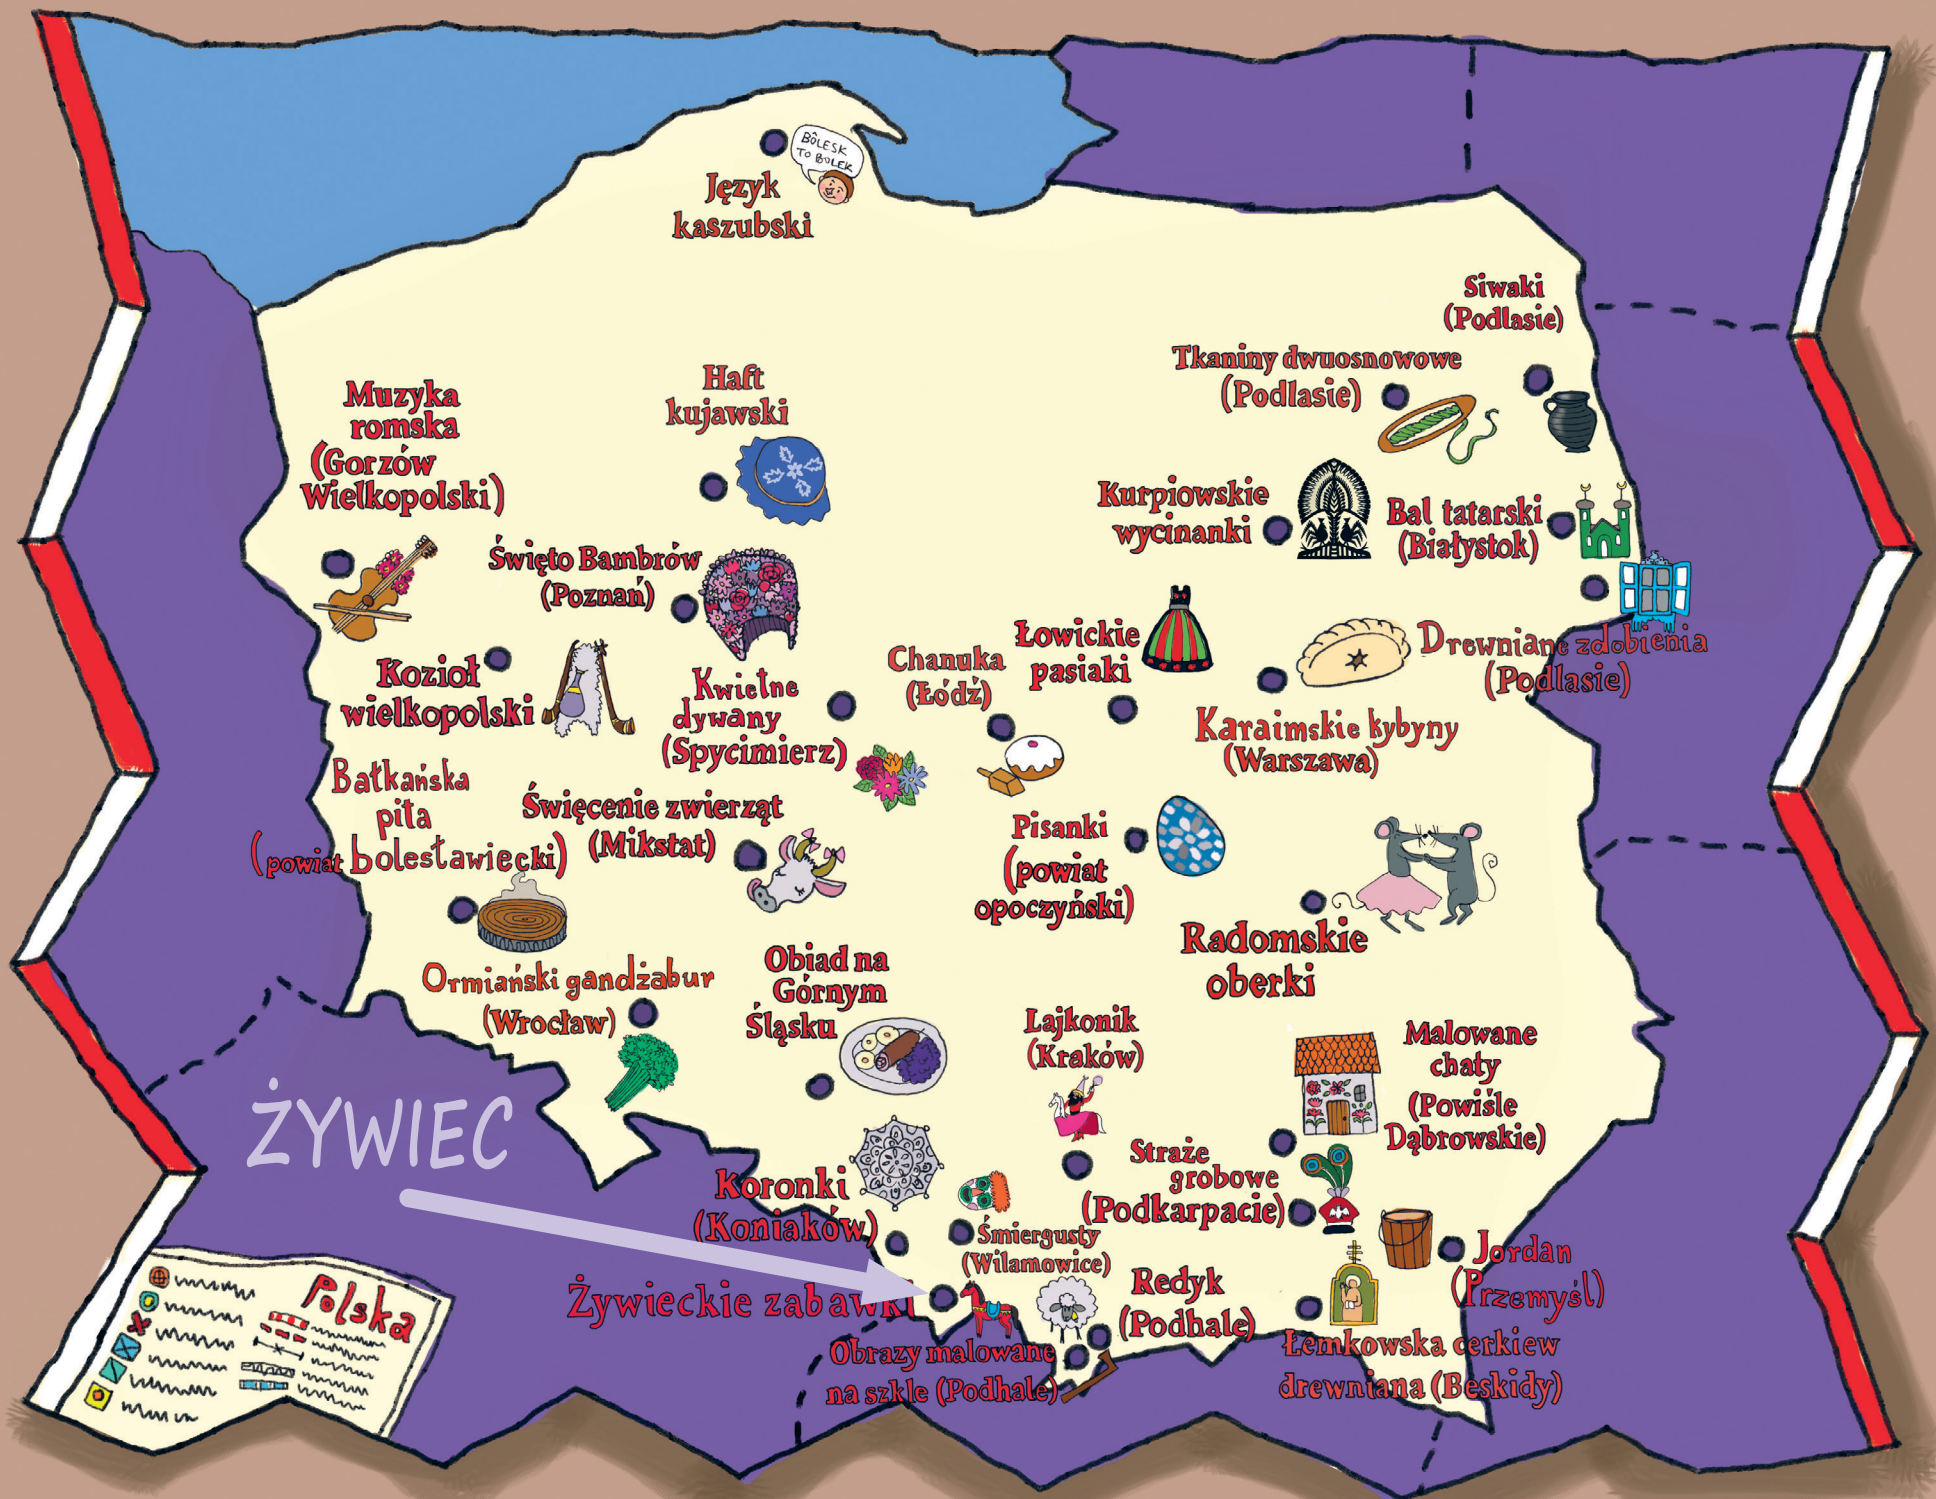 BÔLESK
TO BOLEK
Język
kaszubski
Siwaki
(Podlasie)
Tkaniny dwuosnowowe
(Podlasie)
Haft
kujawski
Muzyka
romska
(Gorzów
Wielkopolski)
Kurpiowskie
wycinanki
Bal tatarski
(Białystok)
Święto Bambrów
(Poznań)
Drewniane zdobienia
(Podlasie)
Łowickie
pasiaki
Chanuka
(Łódź)
Kozioł
wielkopolski
Kwietne
dywany
(Spycimierz)
Karaimskie kybyny
(Warszawa)
Bałkańska
pita
(powiat bolesławiecki)
Święcenie zwierząt
(Mikstat)
Pisanki
(powiat
opoczyński)
Radomskie
oberki
Ormiański gandżabur
(Wrocław)
Obiad na
Górnym
Śląsku
Lajkonik
(Kraków)
Malowane
chaty
(Powiśle
Dąbrowskie)
ŻYWIEC
Straże
grobowe
(Podkarpacie)
Koronki
(Koniaków)
Śmiergusty
(Wilamowice)
Jordan
(Przemyśl)
Żywieckie zabawki
Redyk
(Podhale)
Łemkowska cerkiew
drewniana (Beskidy)
Obrazy malowane
na szkle (Podhale)
Polska